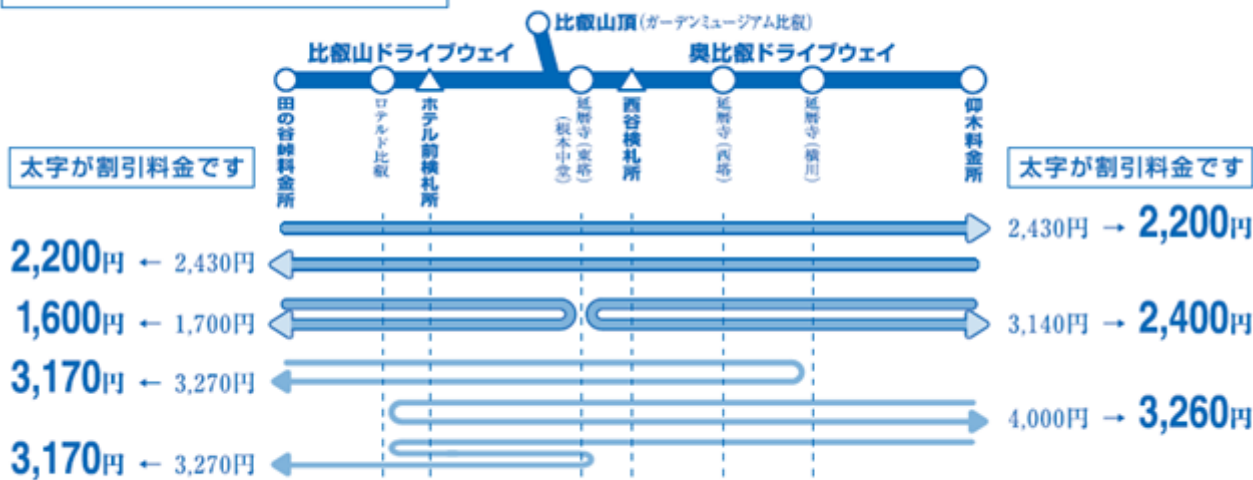 比叡山頂(ガーデンミュージアム比叡)
比叡山ドライブウェイ
奥比叡ドライブウェイ
田の谷峠料金所
ロテルド比叡
ホテル前検札所
延暦寺(東塔)
(根本中堂)
西谷検札所
延暦寺(西塔)
延暦寺(横川)
仰木料金所
太字が割引料金です
太字が割引料金です
2,430円 → 2,200円
2,200円 ← 2,430円
1,600円 ← 1,700円
3,140円 → 2,400円
3,170円 ← 3,270円
4,000円 → 3,260円
3,170円 ← 3,270円